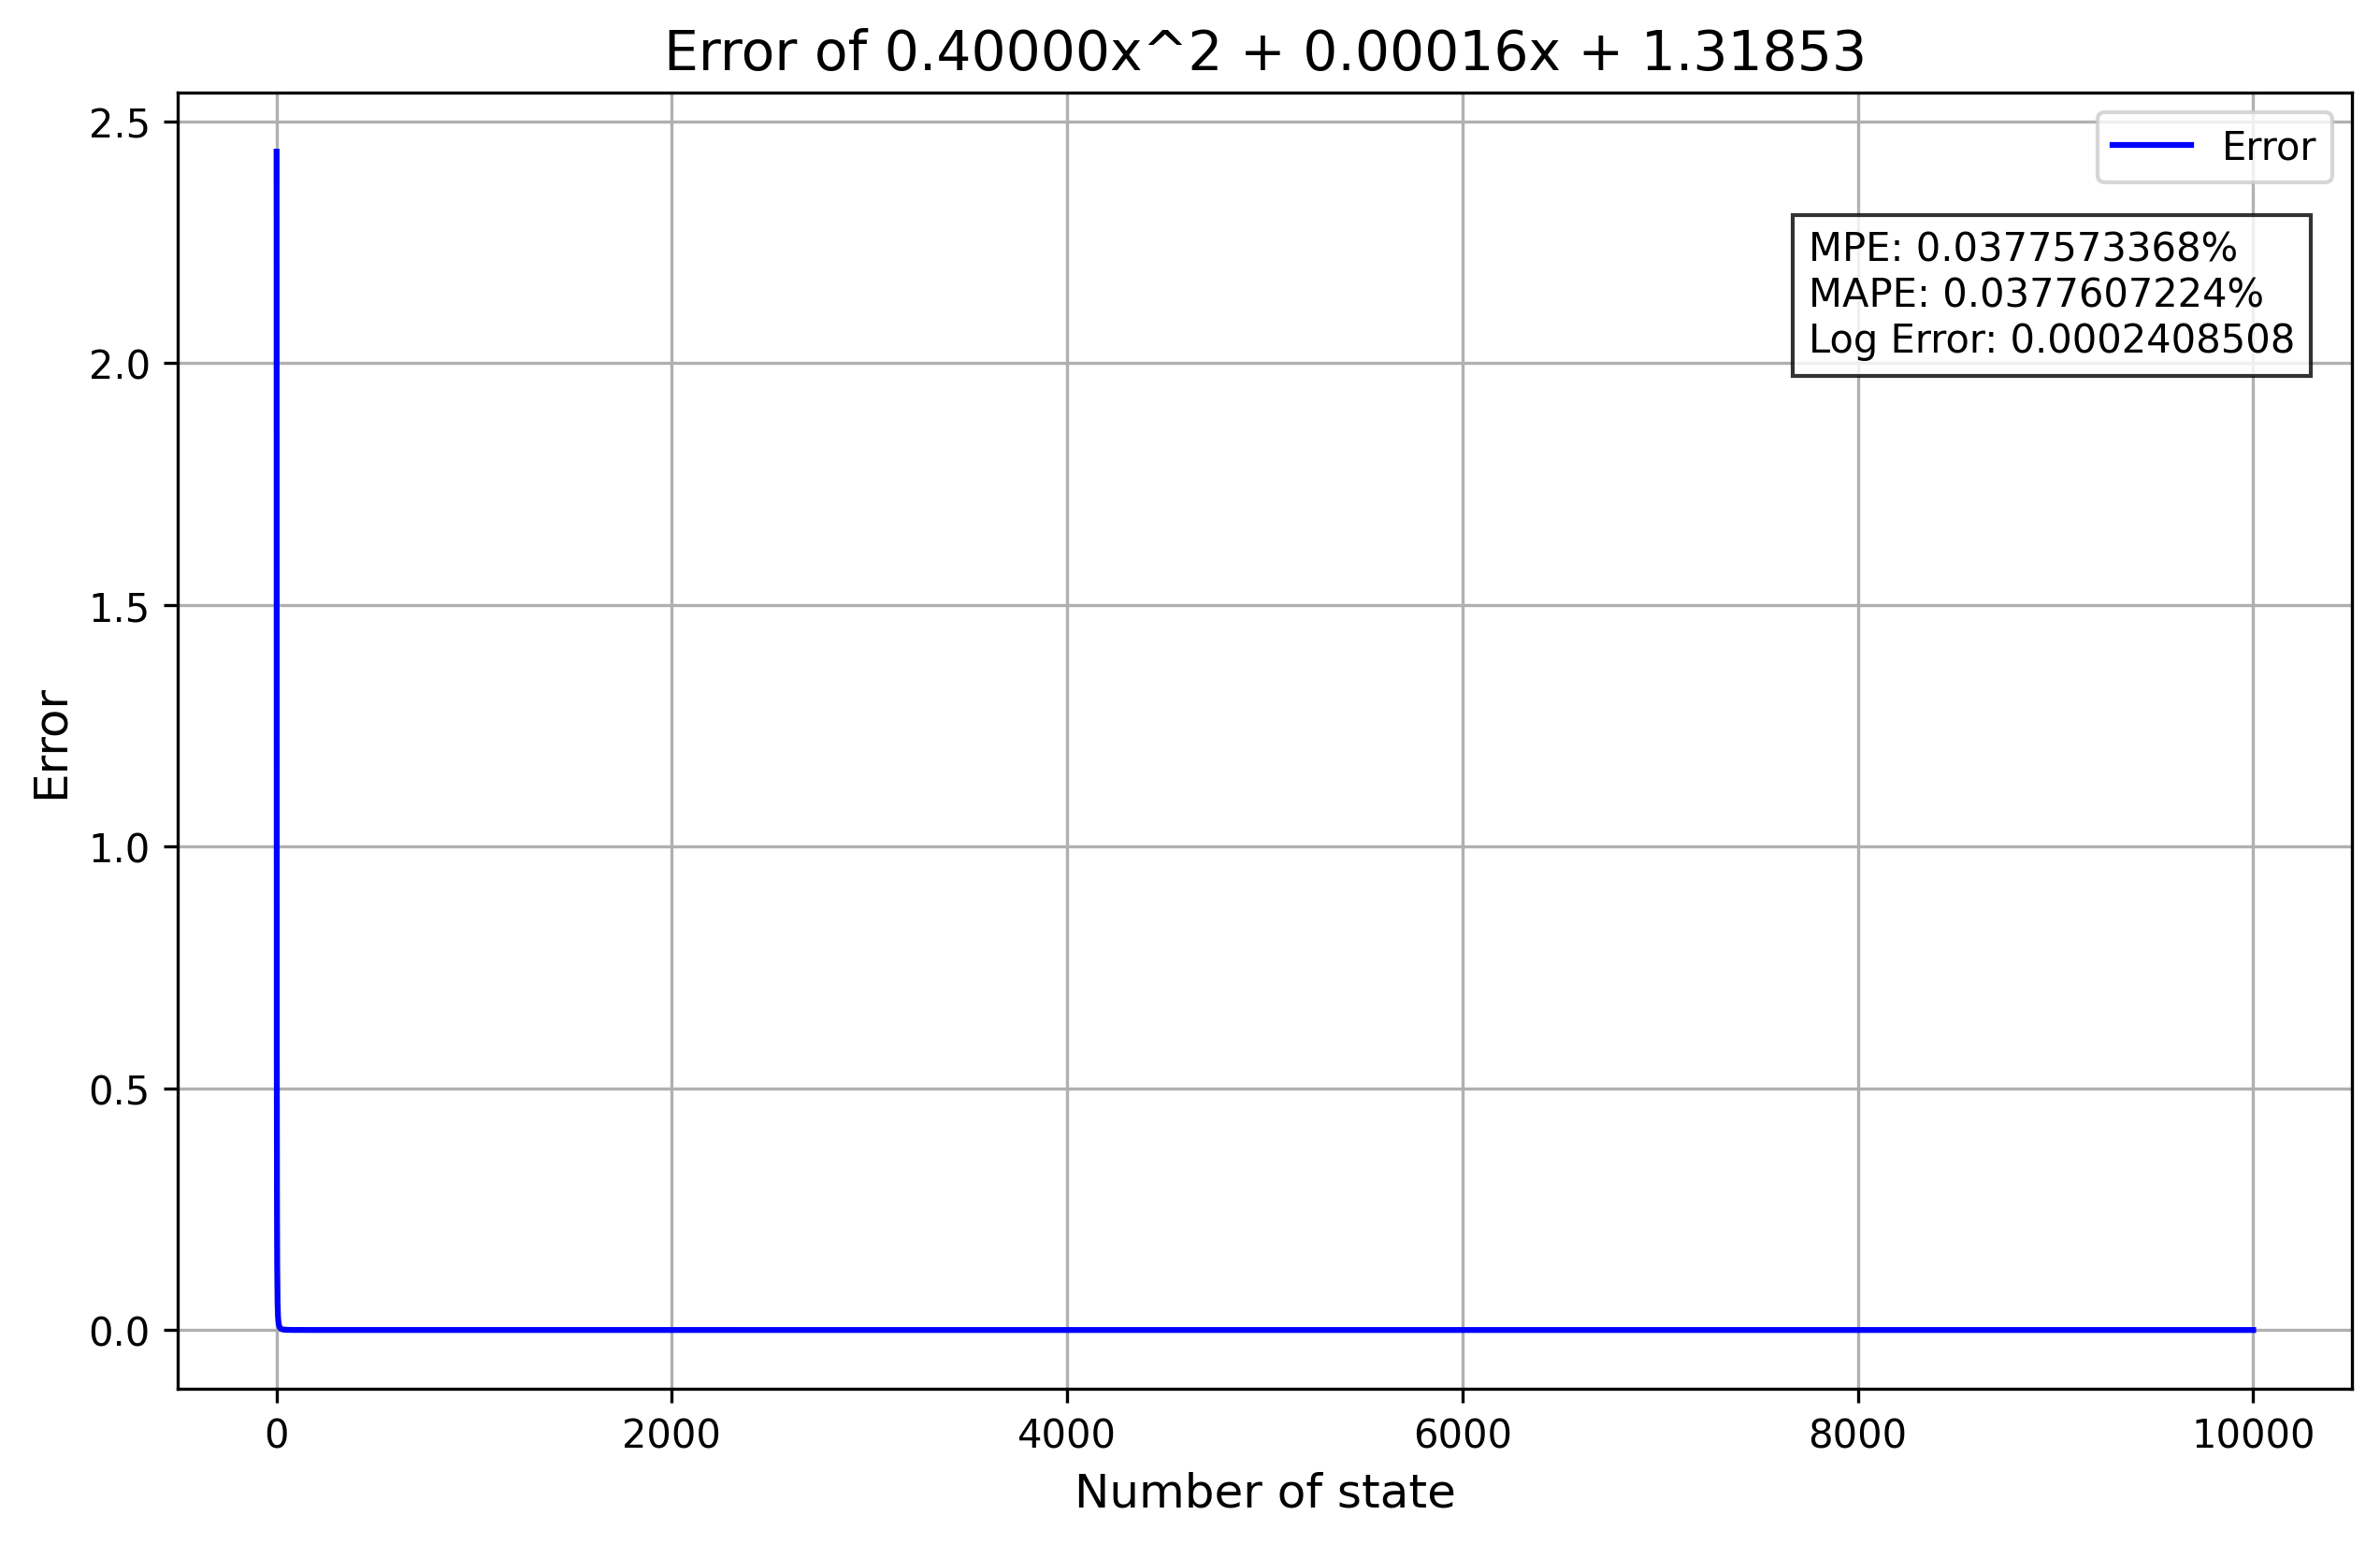 Error of 0.40000x^2 + 0.00016x + 1.31853
2.5
2.0
1.5
1.0
0.5
0.0
Error
Error
MPE: 0.0377573368%
MAPE: 0.0377607224%
Log Error: 0.0002408508
0 2000 4000 6000 8000 10000
Number of state